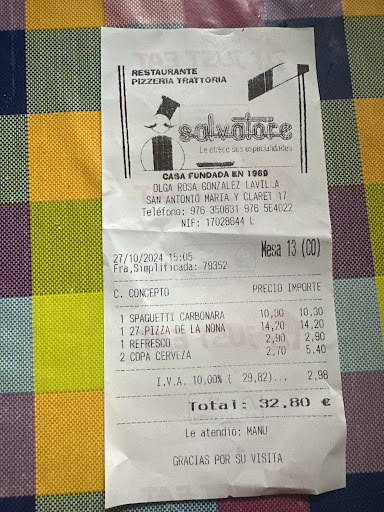 RESTAURANTE
PIZZERIA TRATTORIA
salvatore
Le ofrece sus especialidades
CASA FUNDADA EN 1969
OLGA ROSA GONZALEZ LAVILLA
SAN ANTONIO MARIA Y CLARET 17
Teléfono: 976 350831 976 5E4022
NIF: 17028644 L
27/10/2024 15:05 Mesa 13 (CO)
Fra,Simplificada: 79352
C. CONCEPTO PRECIO IMPORTE
1 SPAGUETTI CARBONARA 10,30 10,30
1 27.PIZZA DE LA NONA 14,20 14,20
1 REFRESCO 2,90 2,90
2 COPA CERVEZA 2,70 5,40
I.V.A. 10,00% ( 29,82)... 2,98
Total: 32,80 €
Le atendió: MANU
GRACIAS POR SU VISITA